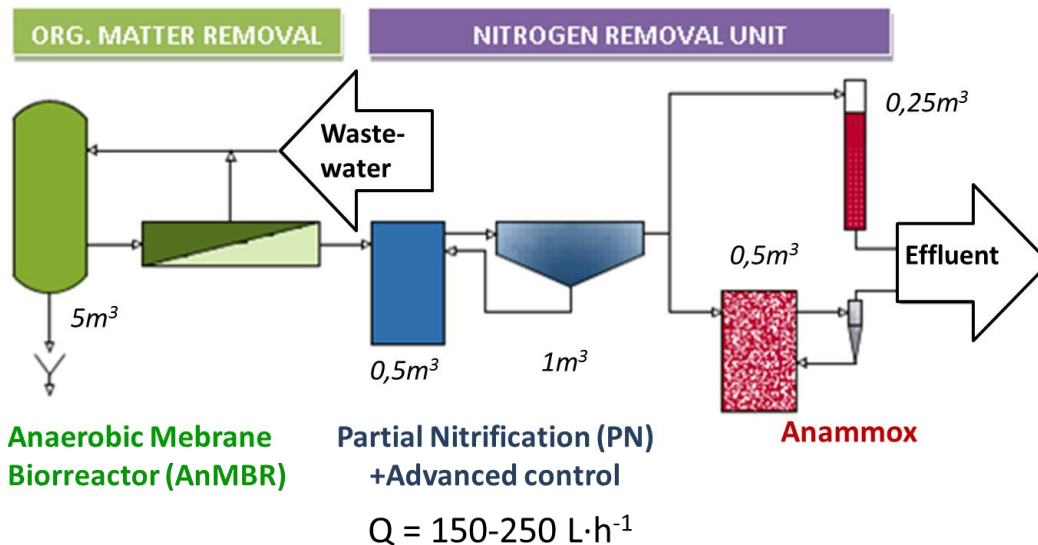 ORG. MATTER REMOVAL
NITROGEN REMOVAL UNIT
Waste-
water
0,25m³
Effluent
0,5m³
5m³
0,5m³
1m³
Anaerobic Mebrane
Biorreactor (AnMBR)
Partial Nitrification (PN)
+Advanced control
Anammox
Q = 150-250 L·h⁻¹